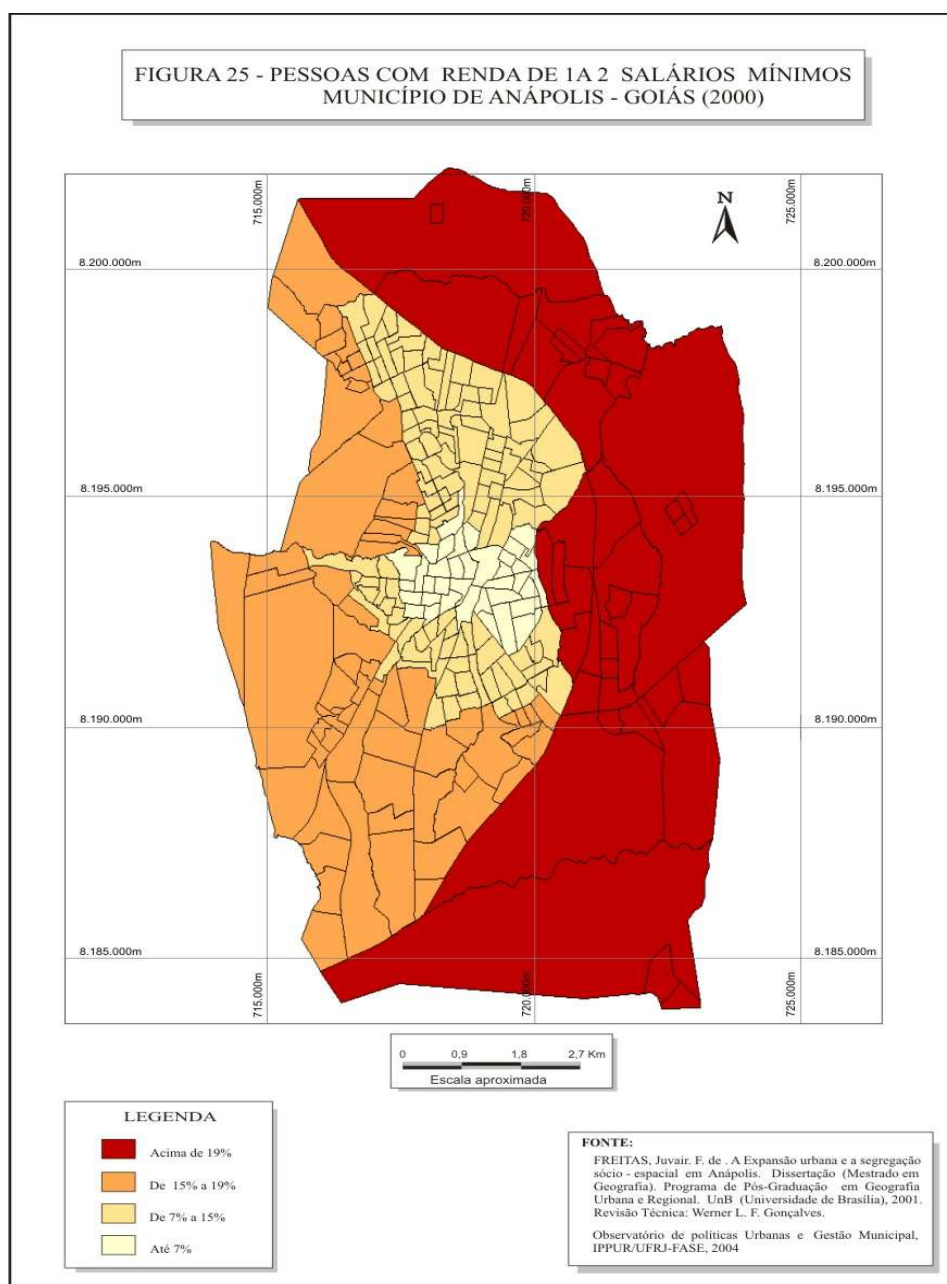 FIGURA 25 - PESSOAS COM RENDA DE 1A 2 SALÁRIOS MÍNIMOS
MUNICÍPIO DE ANÁPOLIS - GOIÁS (2000)
715.000m
720.000m
725.000m
N
8.200.000m
8.200.000m
8.195.000m
8.195.000m
8.190.000m
8.190.000m
8.185.000m
8.185.000m
715.000m
720.000m
725.000m
0 0,9 1,8 2,7 Km
Escala aproximada
LEGENDA
Acima de 19%
De 15% a 19%
De 7% a 15%
Até 7%
FONTE:
FREITAS, Juvair. F. de . A Expansão urbana e a segregação
sócio - espacial em Anápolis. Dissertação (Mestrado em
Geografia). Programa de Pós-Graduação em Geografia
Urbana e Regional. UnB (Universidade de Brasília), 2001.
Revisão Técnica: Werner L. F. Gonçalves.
Observatório de políticas Urbanas e Gestão Municipal,
IPPUR/UFRJ-FASE, 2004